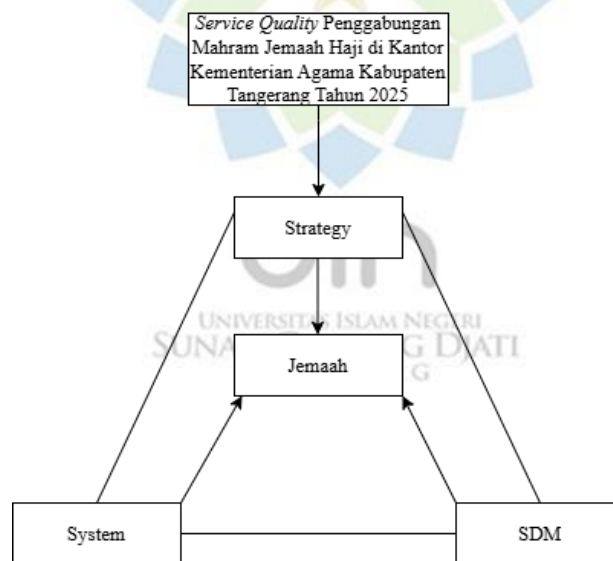 Service Quality Penggabungan
Mahram Jemaah Haji di Kantor
Kementerian Agama Kabupaten
Tangerang Tahun 2025
Strategy
UNIVERSITAS ISLAM NEGERI
DJATI
Jemaah
System
SDM